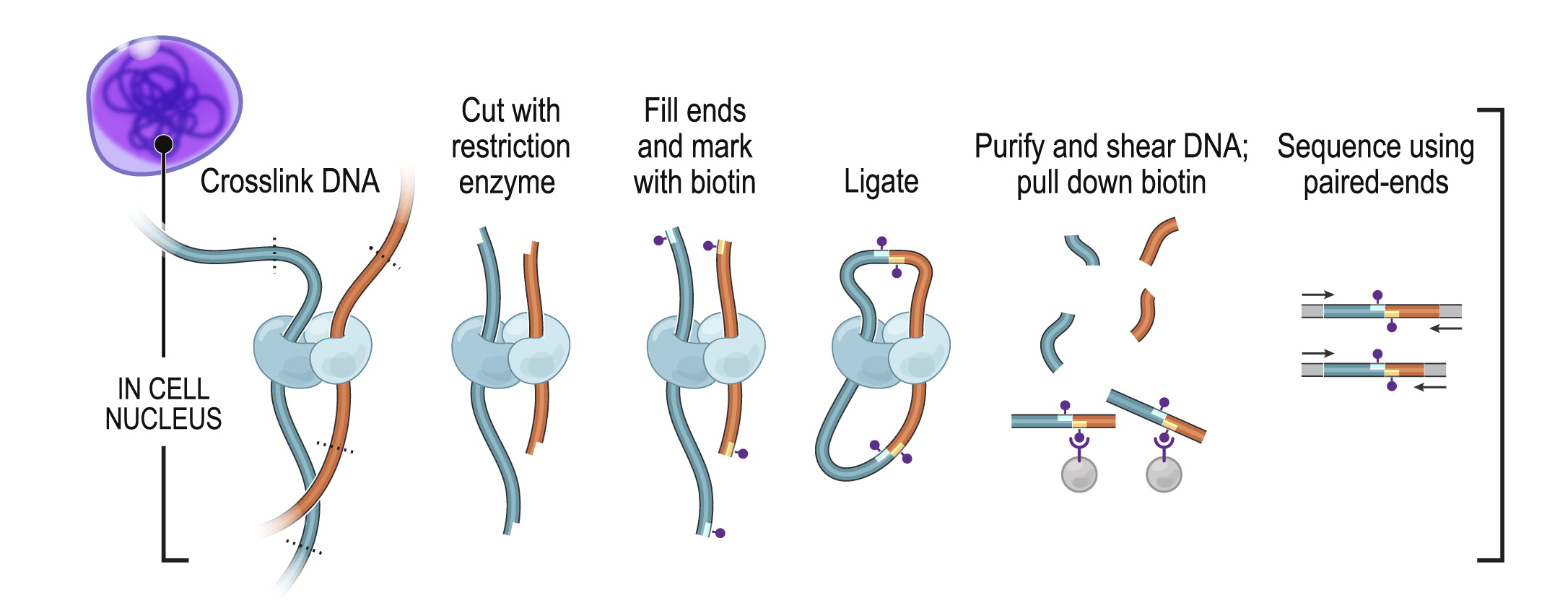 Crosslink DNA
Cut with
restriction
enzyme
Fill ends
and mark
with biotin
Ligate
Purify and shear DNA;
pull down biotin
Sequence using
paired-ends
IN CELL
NUCLEUS